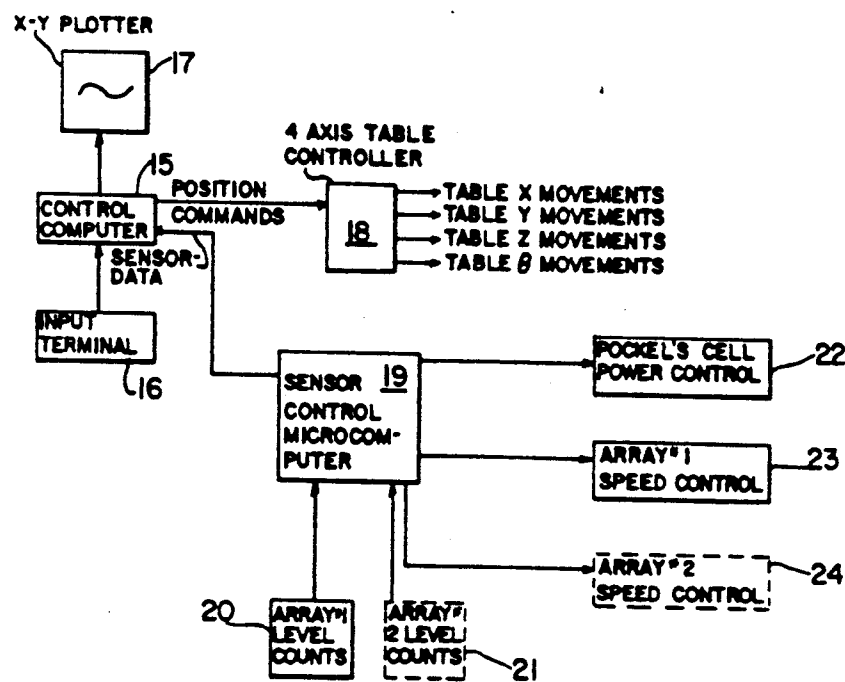 X-Y PLOTTER
17
4 AXIS TABLE
CONTROLLER
15
POSITION
COMMANDS
CONTROL
COMPUTER
18
TABLE X MOVEMENTS
TABLE Y MOVEMENTS
TABLE Z MOVEMENTS
TABLE θ MOVEMENTS
SENSOR
DATA
INPUT
TERMINAL
16
SENSOR 19
CONTROL
MICROCOM-
PUTER
POCKEL'S CELL
POWER CONTROL
22
ARRAY #1
SPEED CONTROL
23
ARRAY #2
SPEED CONTROL
24
20
ARRAY#1
LEVEL
COUNTS
ARRAY#
2 LEVEL
COUNTS
21